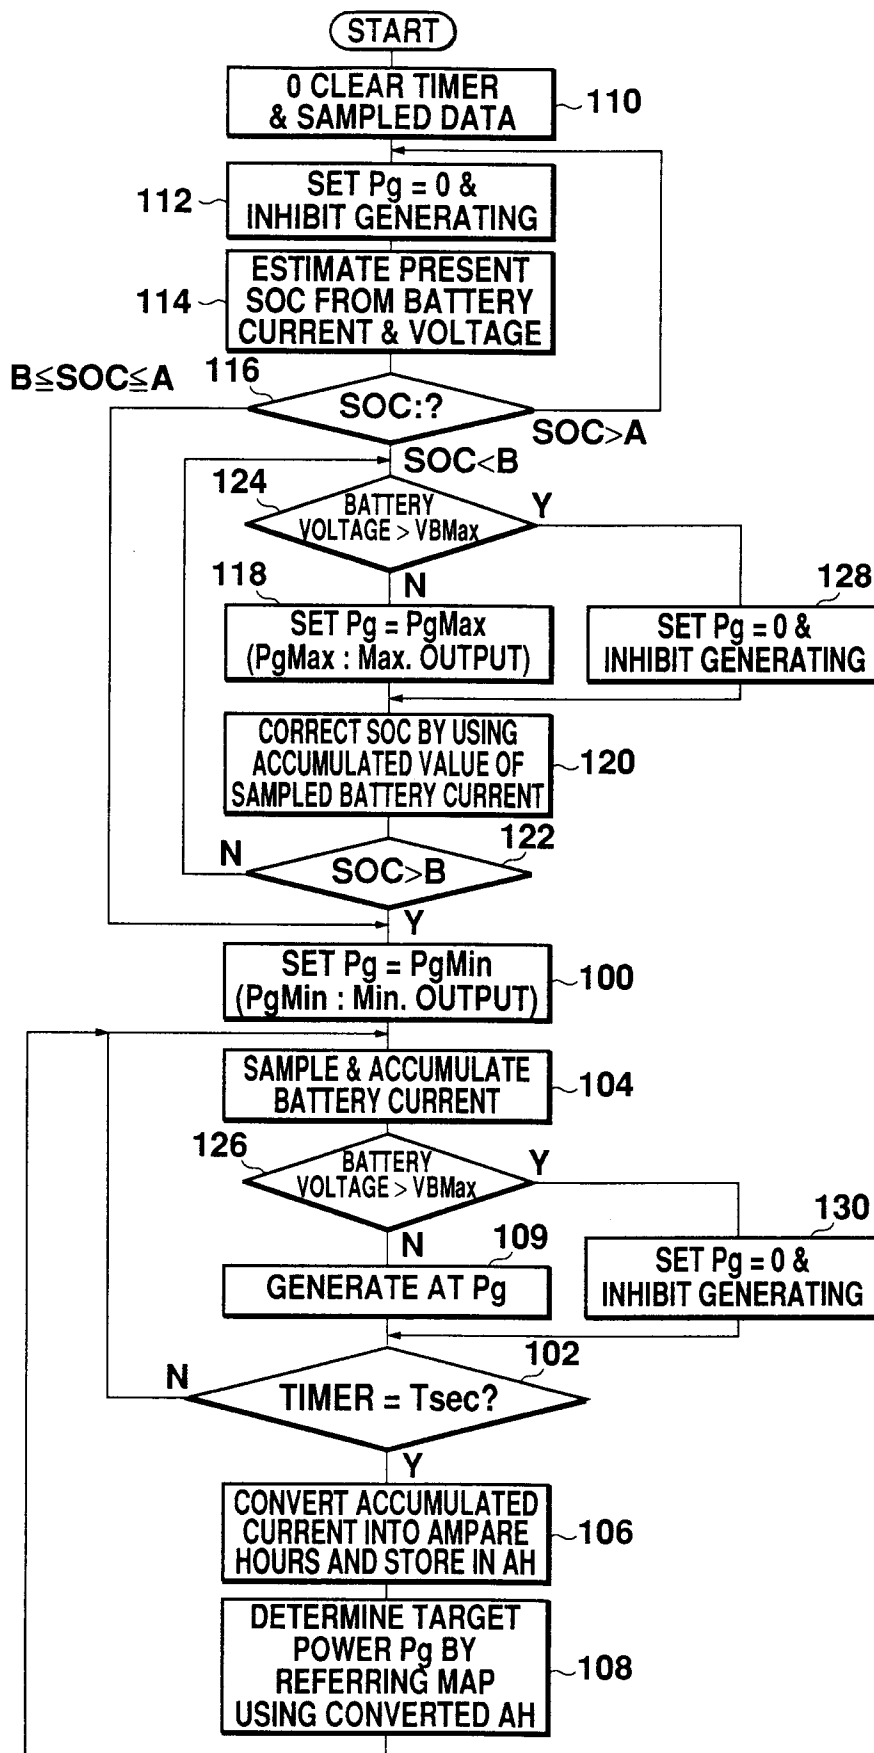 START
0 CLEAR TIMER
& SAMPLED DATA
110
SET Pg = 0 &
INHIBIT GENERATING
112
ESTIMATE PRESENT
SOC FROM BATTERY
CURRENT & VOLTAGE
114
B≦SOC≦A
116
SOC:?
SOC>A
SOC<B
124
BATTERY
VOLTAGE > VBMax
Y
N
118
SET Pg = PgMax
(PgMax : Max. OUTPUT)
128
SET Pg = 0 &
INHIBIT GENERATING
CORRECT SOC BY USING
ACCUMULATED VALUE OF
SAMPLED BATTERY CURRENT
120
N
SOC>B
122
Y
SET Pg = PgMin
(PgMin : Min. OUTPUT)
100
SAMPLE & ACCUMULATE
BATTERY CURRENT
104
126
BATTERY
VOLTAGE > VBMax
Y
N
109
GENERATE AT Pg
130
SET Pg = 0 &
INHIBIT GENERATING
N
TIMER = Tsec?
102
Y
CONVERT ACCUMULATED
CURRENT INTO AMPARE
HOURS AND STORE IN AH
106
DETERMINE TARGET
POWER Pg BY
REFERRING MAP
USING CONVERTED AH
108